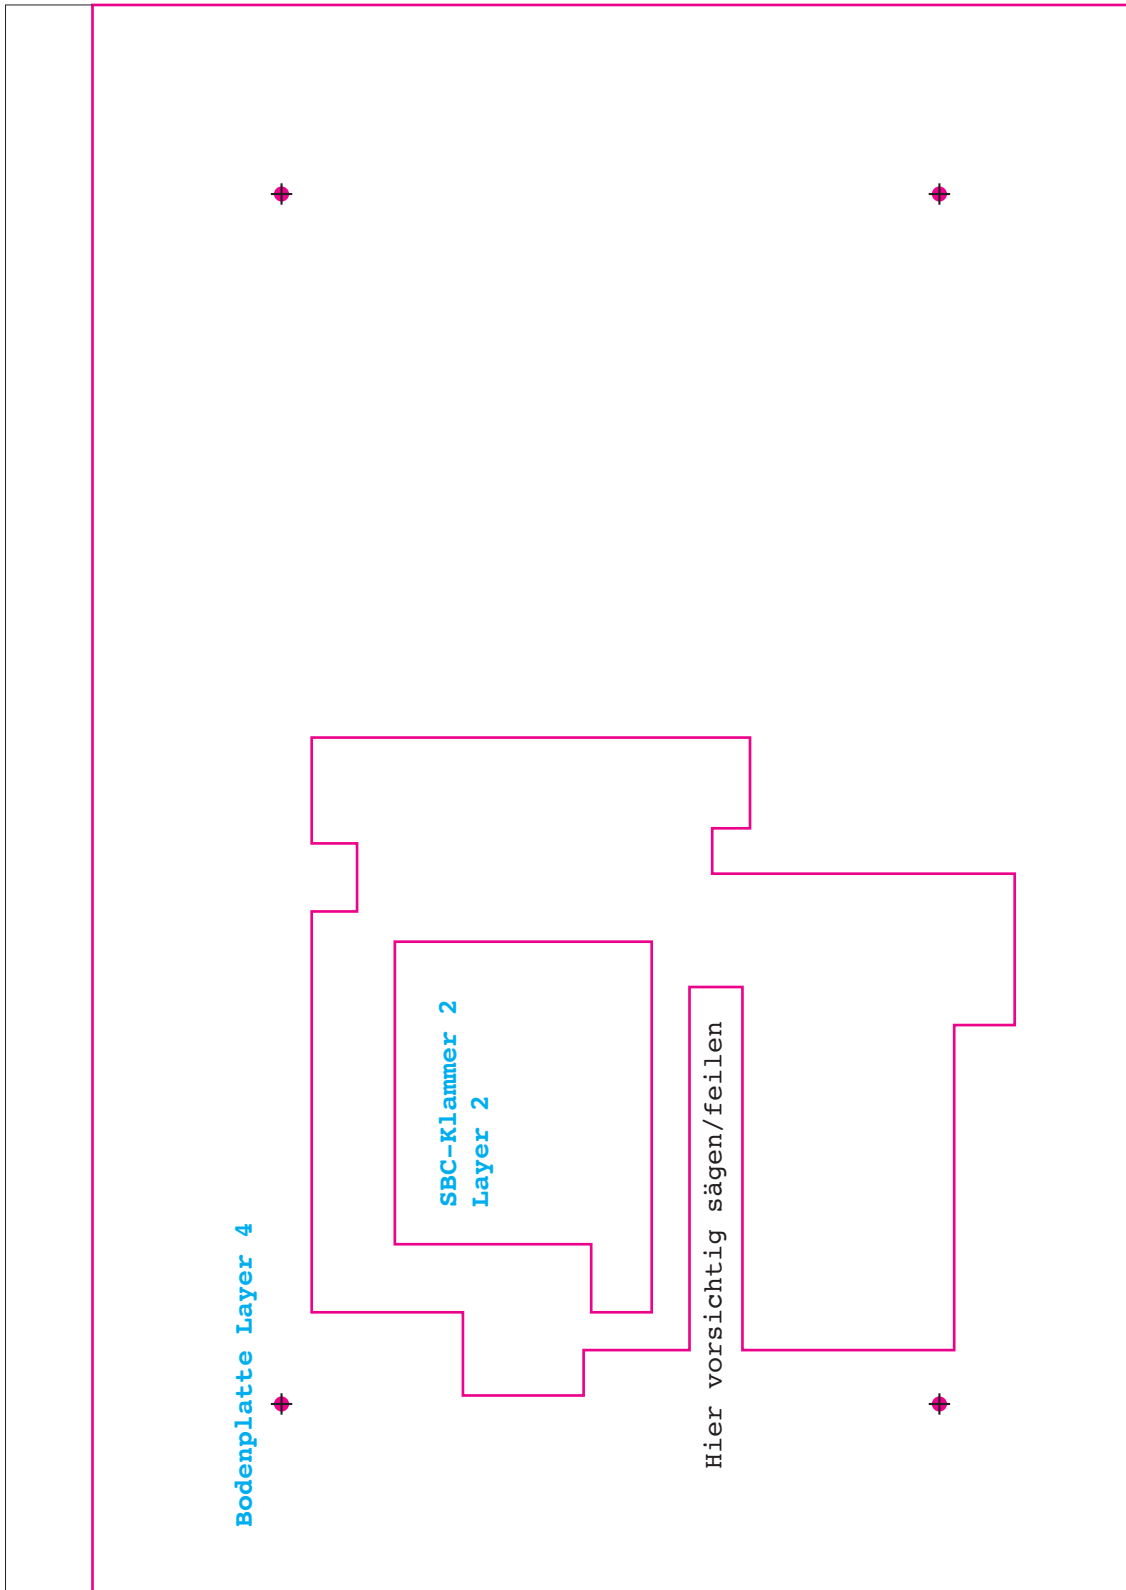 Bodenplatte Layer 4
SBC-Klammer 2
Layer 2
Hier vorsichtig sägen/feilen